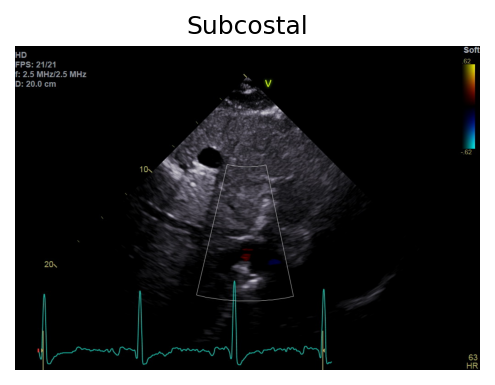 Subcostal
HD
FPS: 21/21
f: 2.5 MHz/2.5 MHz
D: 20.0 cm
V
Soft
.62
-.62
10
20
63
HR